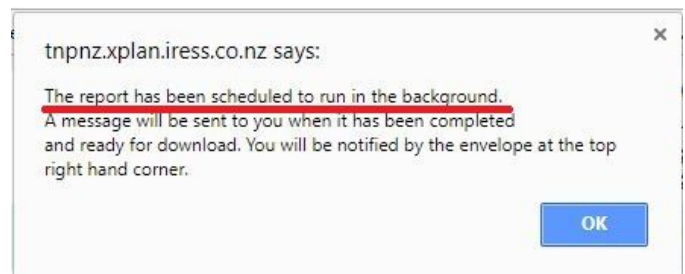 tnpnz.xplan.iress.co.nz says:
The report has been scheduled to run in the background.
A message will be sent to you when it has been completed
and ready for download. You will be notified by the envelope at the top
right hand corner.
OK